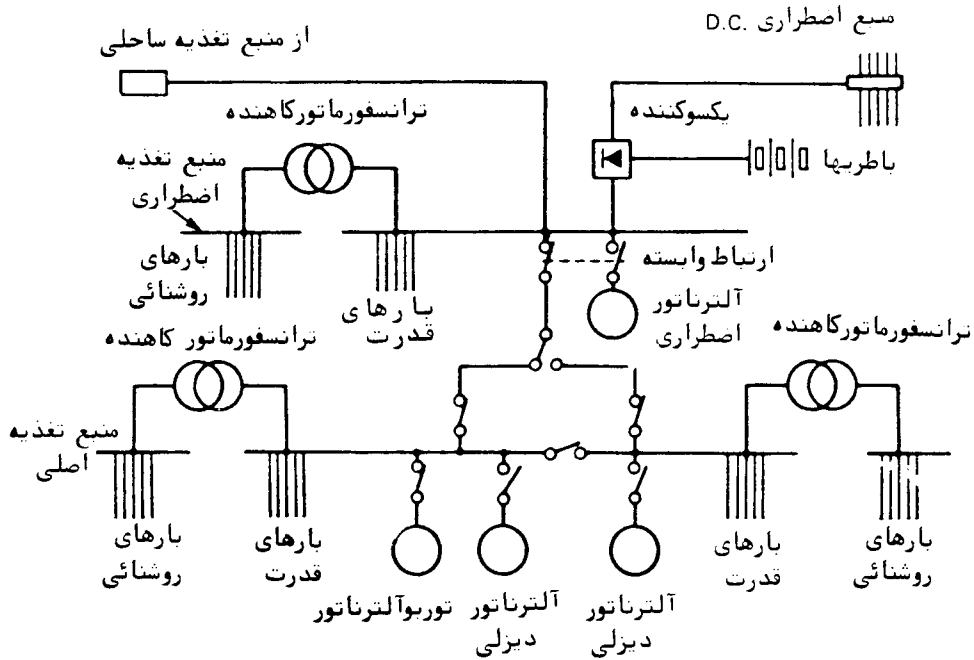 منبع اضطراری D.C.
از منبع تغذیه ساحلی
یکسوکننده
ترانسفورماتورکاهنده
باطریها
منبع تغذیه
اضطراری
ارتباط وابسته
بارهای
روشنائی
بارهای
قدرت
آلترناتور
اضطراری
ترانسفورماتورکاهنده
ترانسفورماتور کاهنده
منبع تغذیه
اصلی
بارهای
روشنائی
بارهای
قدرت
توربوآلترناتور
آلترناتور
دیزلی
آلترناتور
دیزلی
بارهای
قدرت
بارهای
روشنائی